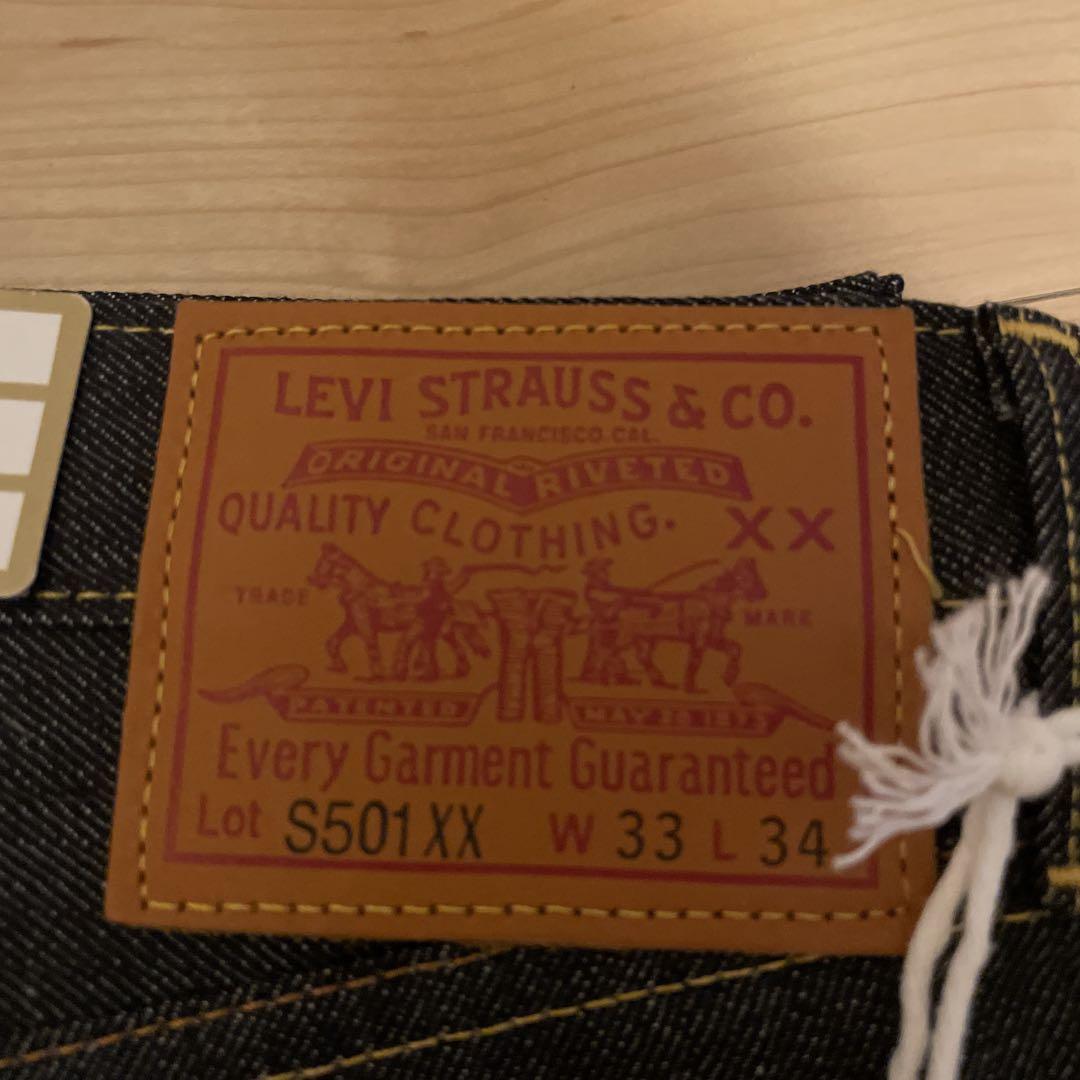 LEVI STRAUSS & CO.
SAN FRANCISCO. CAL.
ORIGINAL RIVETED
QUALITY CLOTHING. XX
TRADE MARK
PATENTED MAY 20 1873
Every Garment Guaranteed
Lot S501XX W 33 L 34